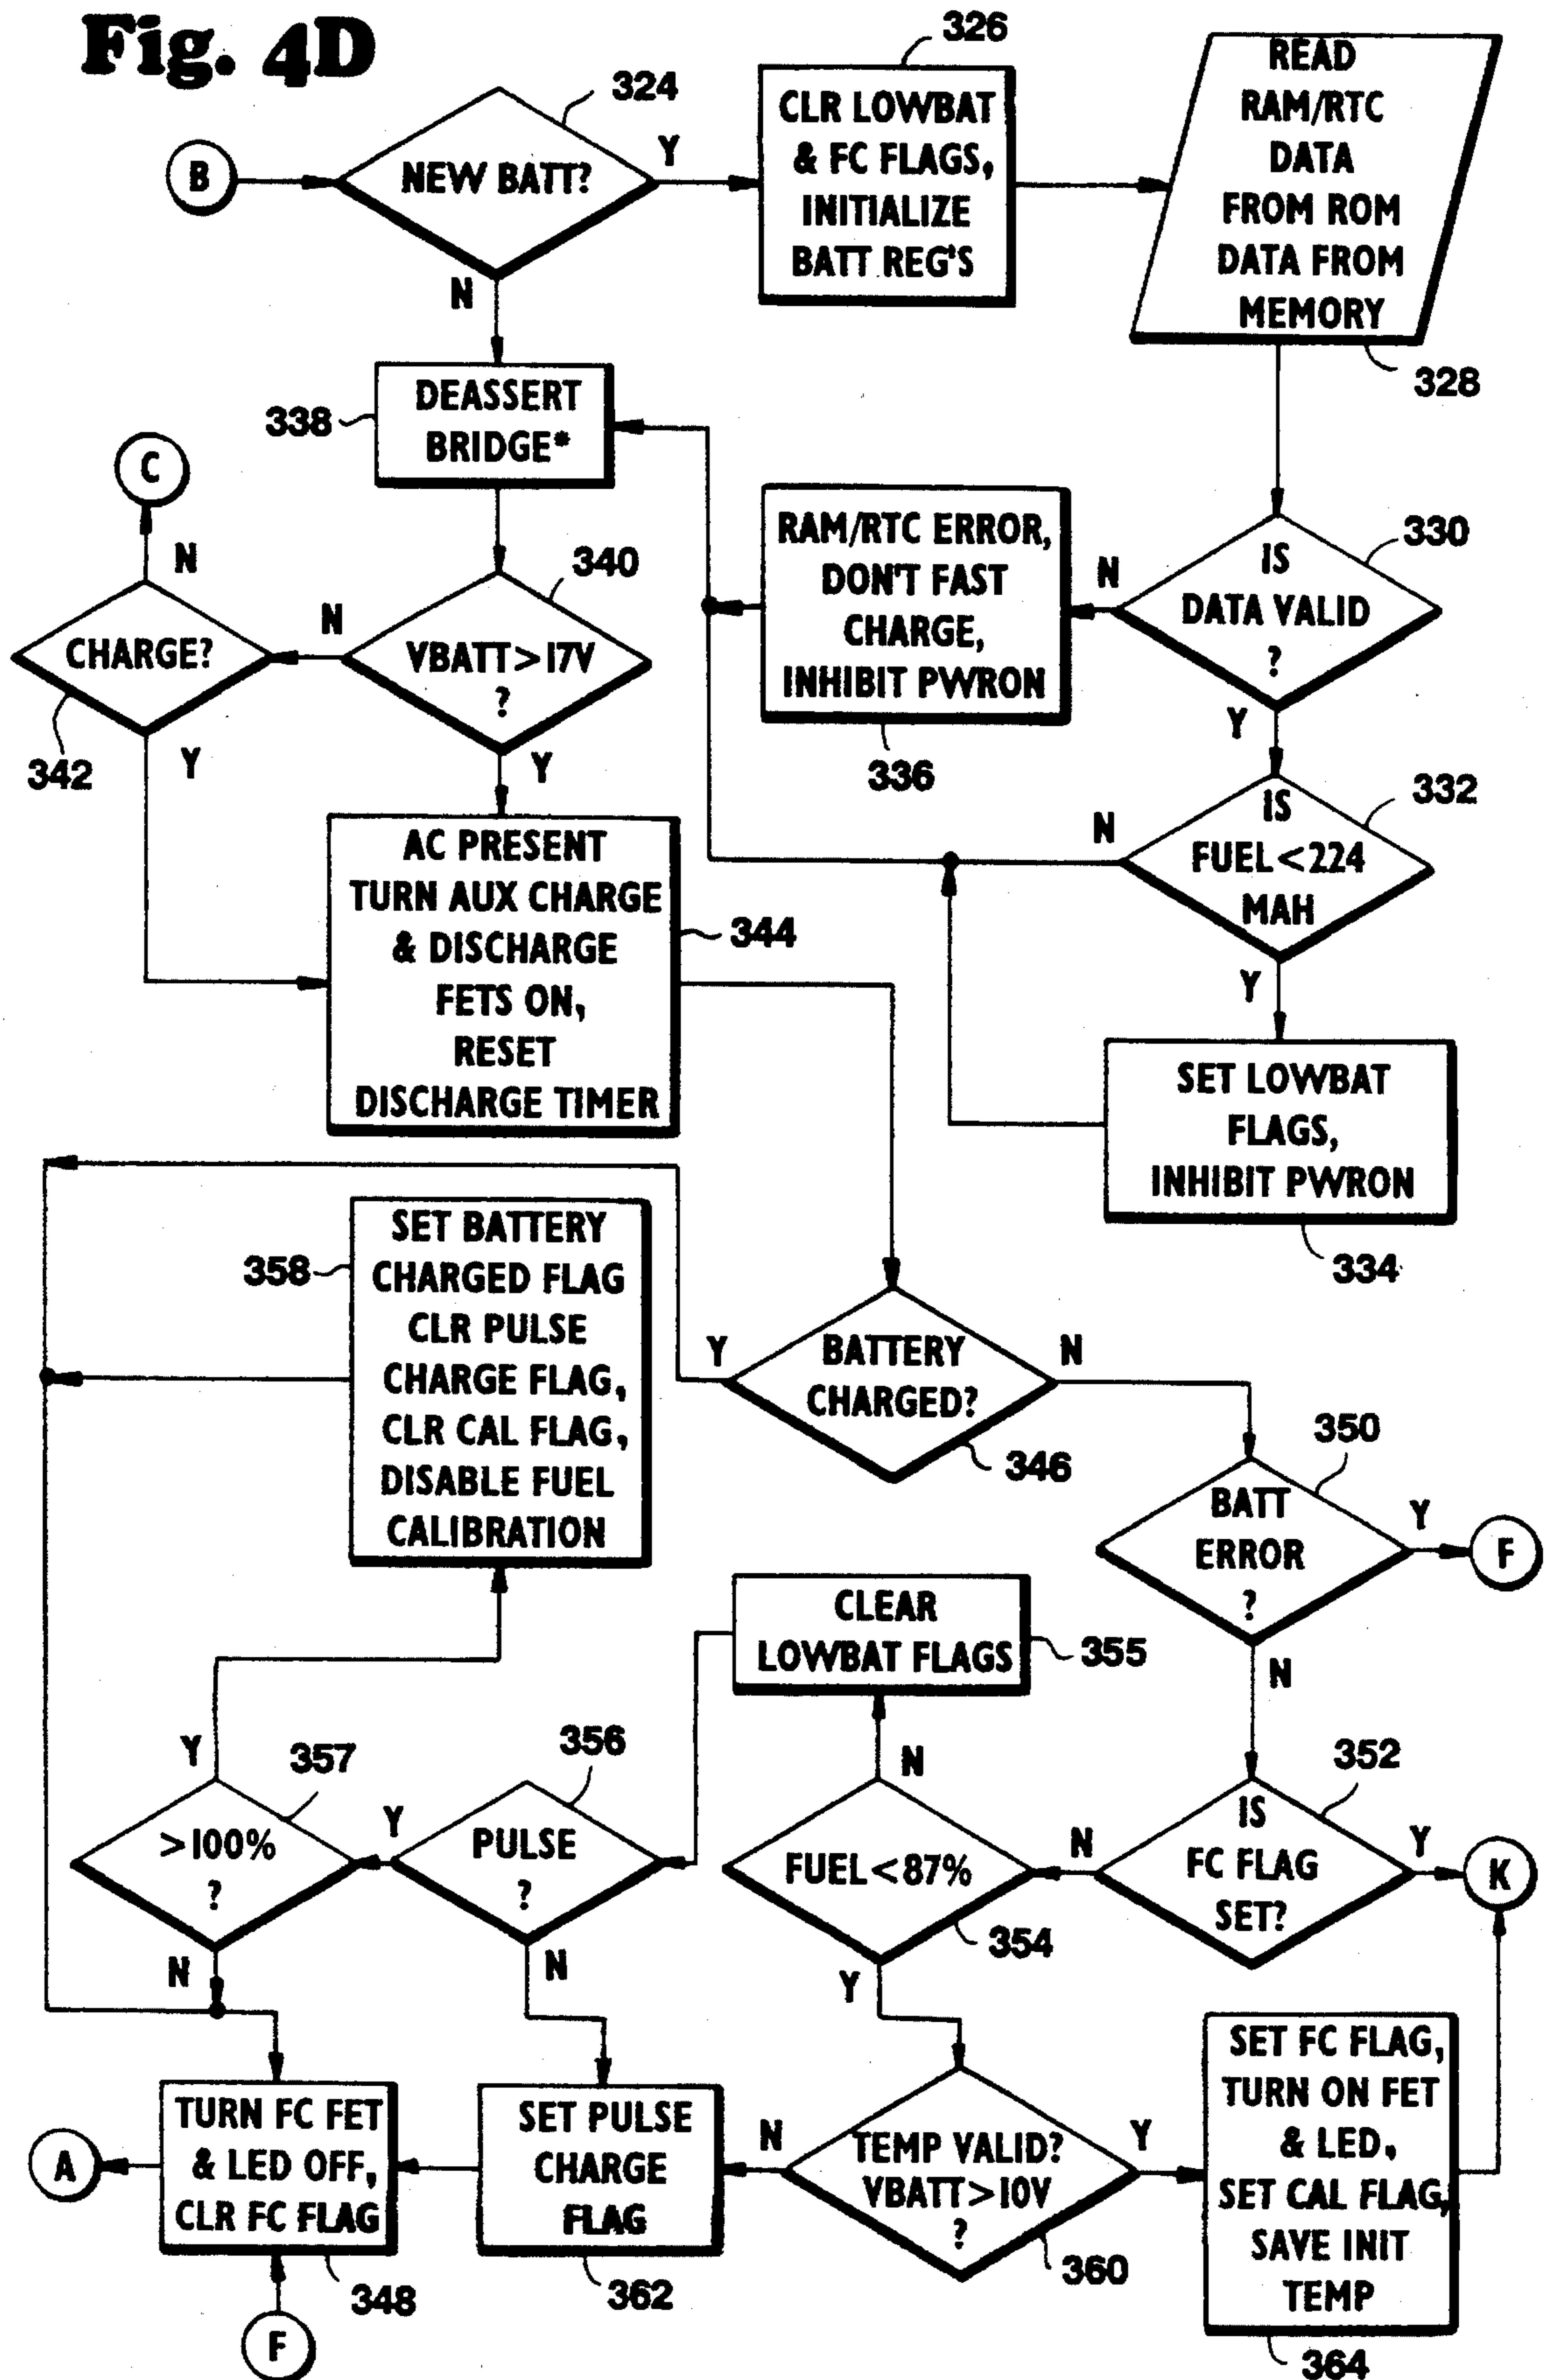 Fig. 4D
B
NEW BATT?
324
Y
N
CLR LOWBAT
& FC FLAGS,
INITIALIZE
BATT REG'S
326
READ
RAM/RTC
DATA
FROM ROM
DATA FROM
MEMORY
328
DEASSERT
BRIDGE*
338
C
N
CHARGE?
342
Y
N
VBATT>17V
?
340
Y
RAM/RTC ERROR,
DON'T FAST
CHARGE,
INHIBIT PWRON
336
N
IS
DATA VALID
?
330
Y
N
IS
FUEL<224
MAH
332
Y
SET LOWBAT
FLAGS,
INHIBIT PWRON
334
AC PRESENT
TURN AUX CHARGE
& DISCHARGE
FETS ON,
RESET
DISCHARGE TIMER
344
358
SET BATTERY
CHARGED FLAG
CLR PULSE
CHARGE FLAG,
CLR CAL FLAG,
DISABLE FUEL
CALIBRATION
Y
BATTERY
CHARGED?
N
346
BATT
ERROR
?
350
Y
F
N
CLEAR
LOWBAT FLAGS
355
Y
357
>100%
?
N
Y
356
PULSE
?
N
N
FUEL<87%
354
Y
N
IS
FC FLAG
SET?
352
Y
K
A
TURN FC FET
& LED OFF,
CLR FC FLAG
348
F
SET PULSE
CHARGE
FLAG
362
N
TEMP VALID?
VBATT>10V
?
360
Y
SET FC FLAG,
TURN ON FET
& LED,
SET CAL FLAG,
SAVE INIT
TEMP
364